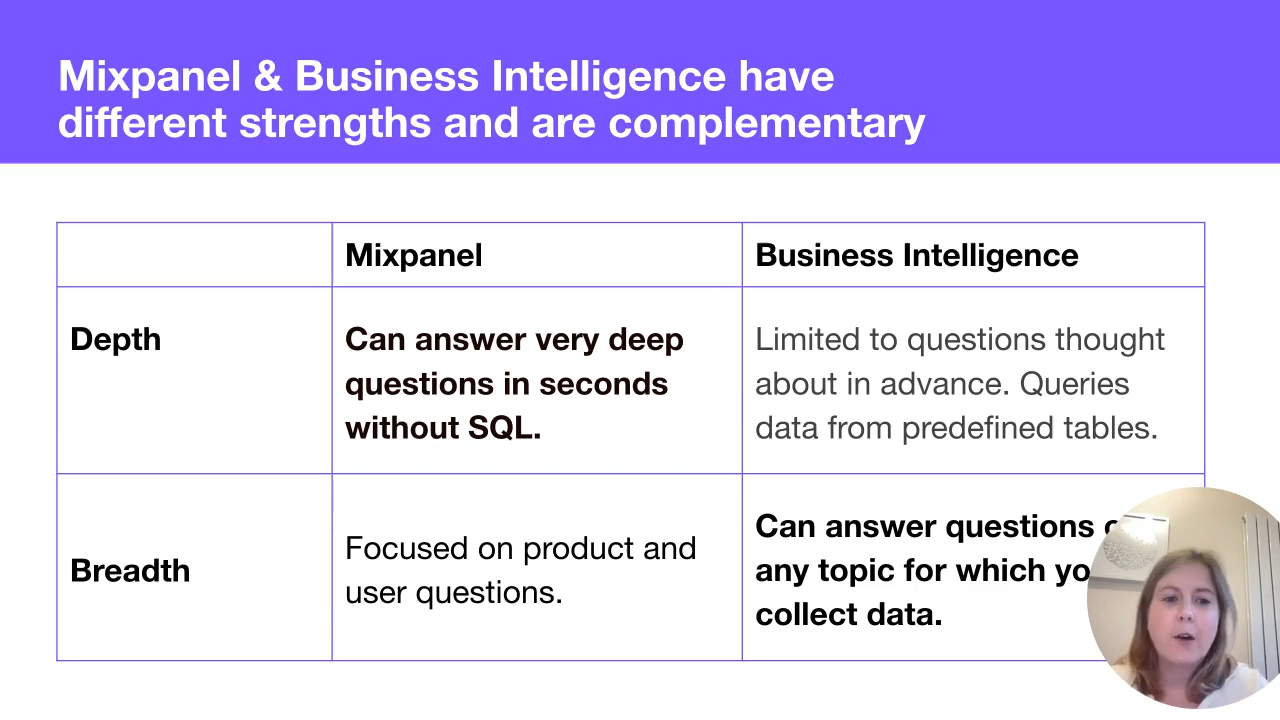 Mixpanel & Business Intelligence have
different strengths and are complementary
Mixpanel
Business Intelligence
Depth
Can answer very deep
questions in seconds
without SQL.
Limited to questions thought
about in advance. Queries
data from predefined tables.
Breadth
Focused on product and
user questions.
Can answer questions
any topic for which
collect data.